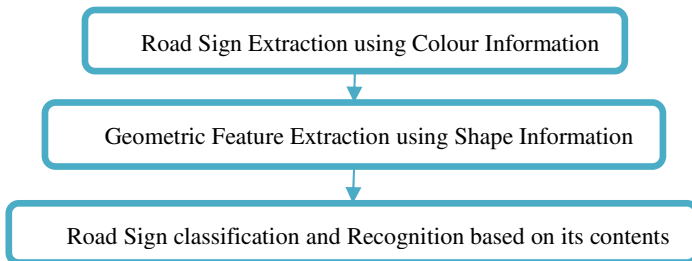 Road Sign Extraction using Colour Information
Geometric Feature Extraction using Shape Information
Road Sign classification and Recognition based on its contents